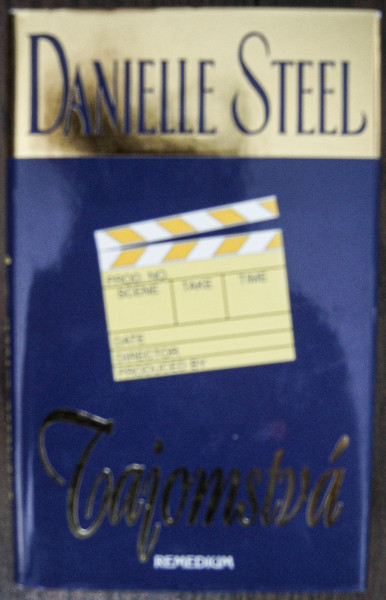 DANIELLE STEEL
PROD. NO.
SCENE TAKE TIME
DATE
DIRECTOR
PRODUCED BY
Tajomstvá
REMEDIUM